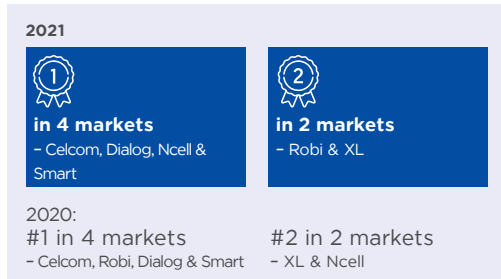 2021
1
in 4 markets
– Celcom, Dialog, Ncell &
Smart
2
in 2 markets
– Robi & XL
2020:
#1 in 4 markets
– Celcom, Robi, Dialog & Smart
#2 in 2 markets
– XL & Ncell